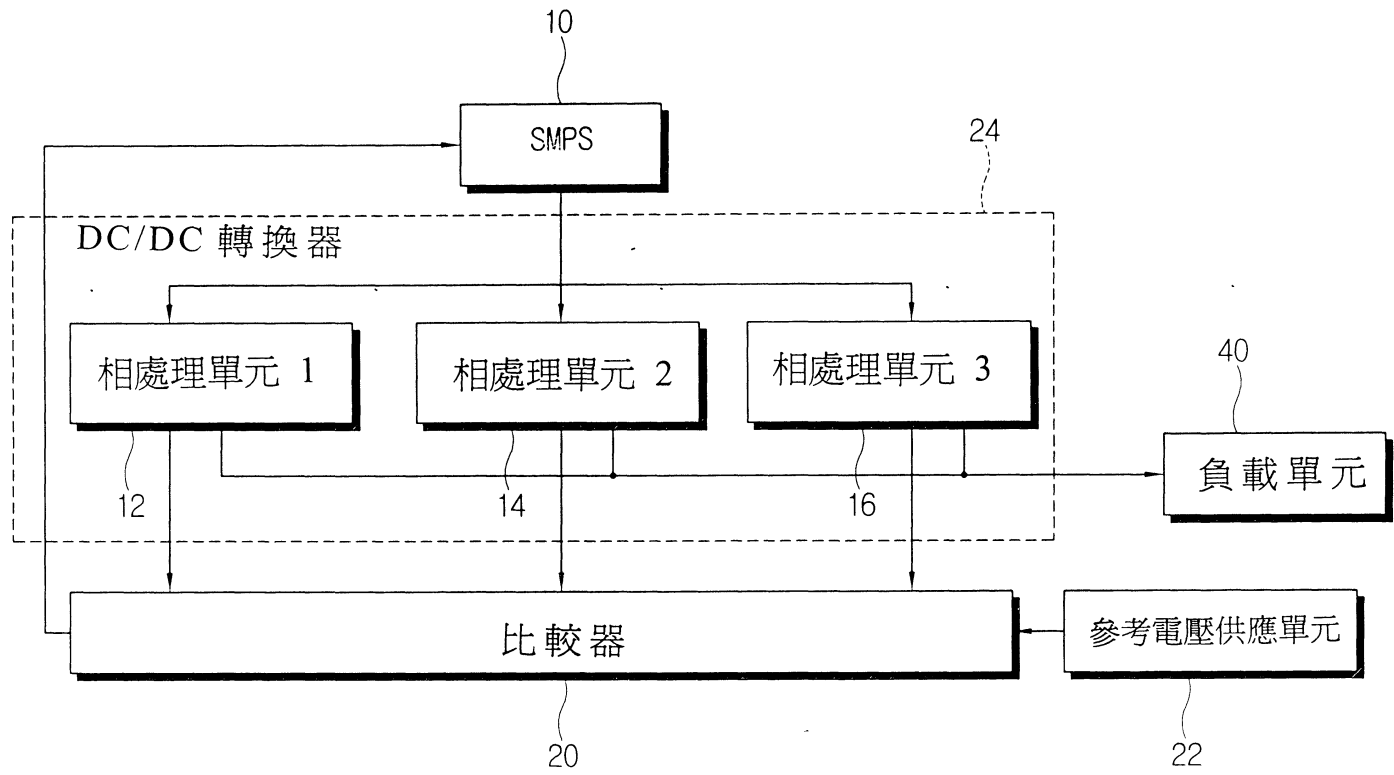 10
SMPS
24
DC/DC 轉換器
相處理單元 1
相處理單元 2
相處理單元 3
40
負載單元
12
14
16
比較器
參考電壓供應單元
20
22